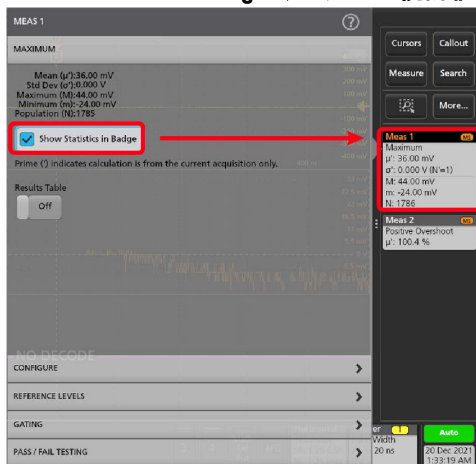 MEAS 1
?
MAXIMUM
Mean (µ'):36.00 mV
Std Dev (σ'):0.000 V
Maximum (M):44.00 mV
Minimum (m):-24.00 mV
Population (N):1785
Show Statistics in Badge
Prime (') indicates calculation is from the current acquisition only.
Results Table
Off
NO DECODE
CONFIGURE
REFERENCE LEVELS
GATING
PASS / FAIL TESTING
Cursors
Callout
Measure
Search
More...
Meas 1
Maximum
µ': 36.00 mV
σ': 0.000 V (N'=1)
M: 44.00 mV
m: -24.00 mV
N: 1786
Meas 2
Positive Overshoot
µ': 100.4 %
er
1
Width
20 ns
Auto
20 Dec 2021
1:33:19 AM